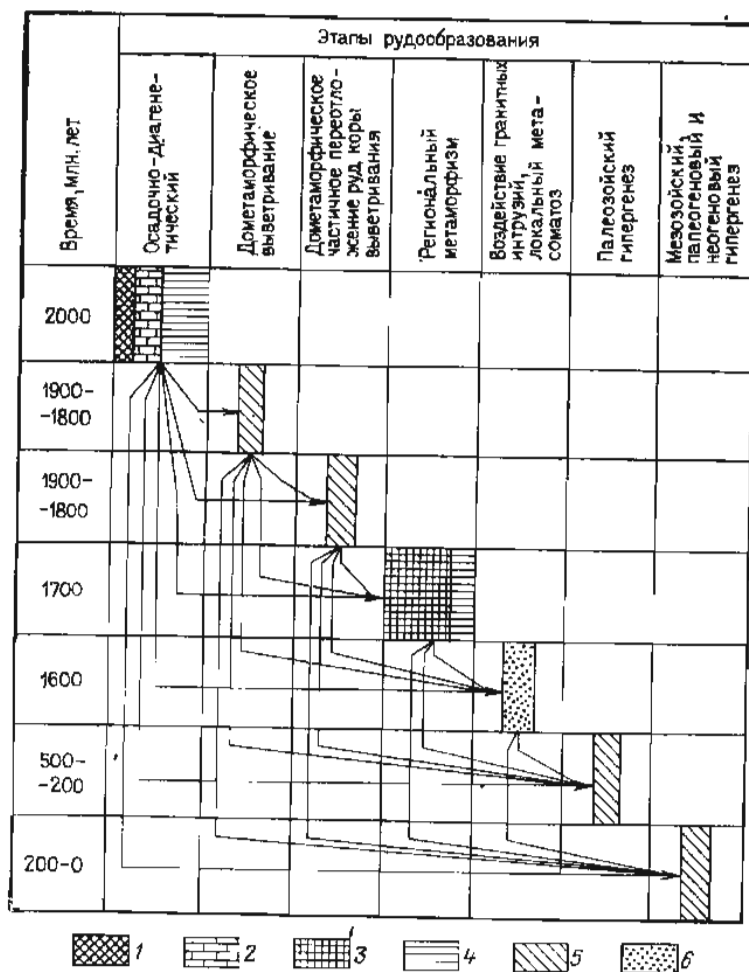 Этапы рудообразования
Время, млн. лет
Осадочно-диагене-
тический
Дометаморфическое
выветривание
Дометаморфическое
частичное переотло-
жение руд коры
выветривания
Региональный
метаморфизм
Воздействие гранитных
интрузий,
локальный мета-
соматоз
Палеозойский
гипергенез
Мезозойский,
палеогеновый и
неогеновый
гипергенез
2000
1900-
-1800
1900-
-1800
1700
1600
500-
-200
200-0
1 2 3 4 5 6